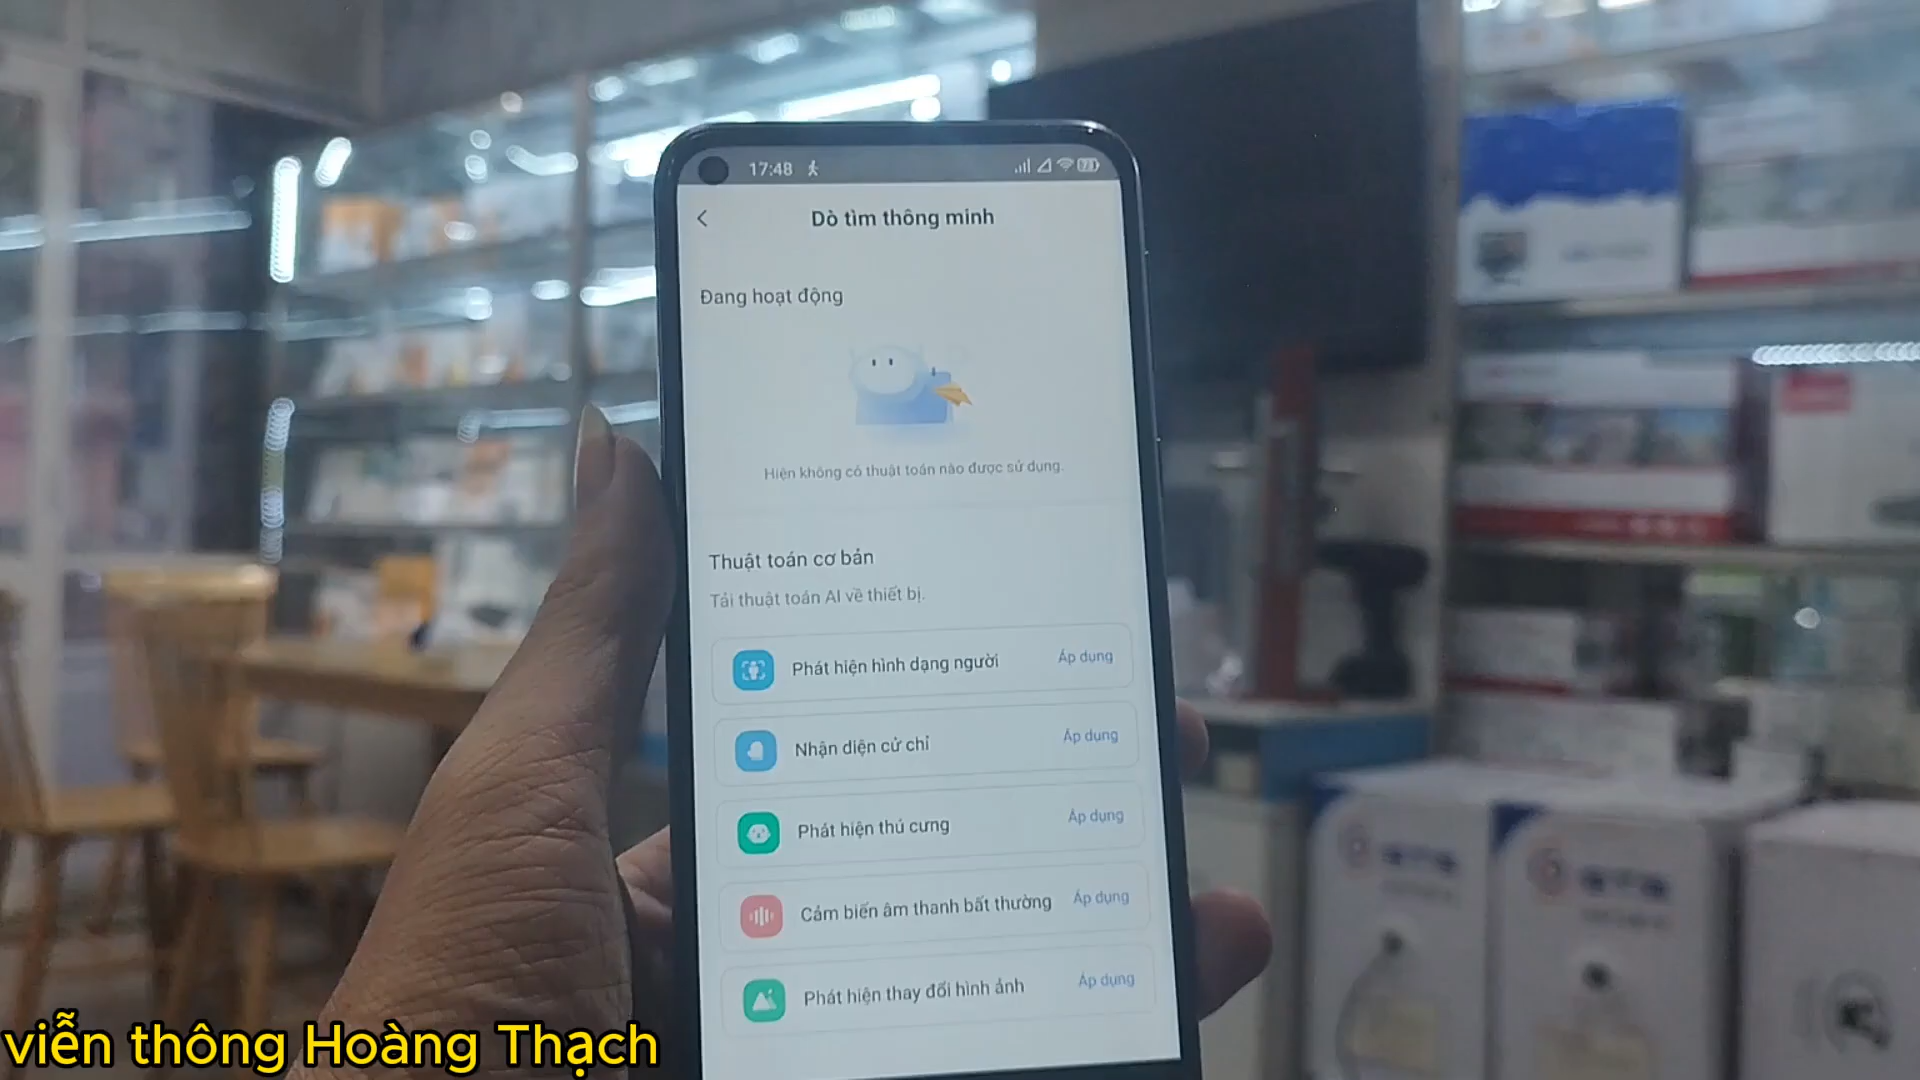 17:48
Dò tìm thông minh
Đang hoạt động
Hiện không có thuật toán nào được sử dụng.
Thuật toán cơ bản
Tải thuật toán AI về thiết bị.
Phát hiện hình dạng người
Áp dụng
Nhận diện cử chỉ
Áp dụng
Phát hiện thú cưng
Áp dụng
Cảm biến âm thanh bất thường
Áp dụng
Phát hiện thay đổi hình ảnh
Áp dụng
viễn thông Hoàng Thạch